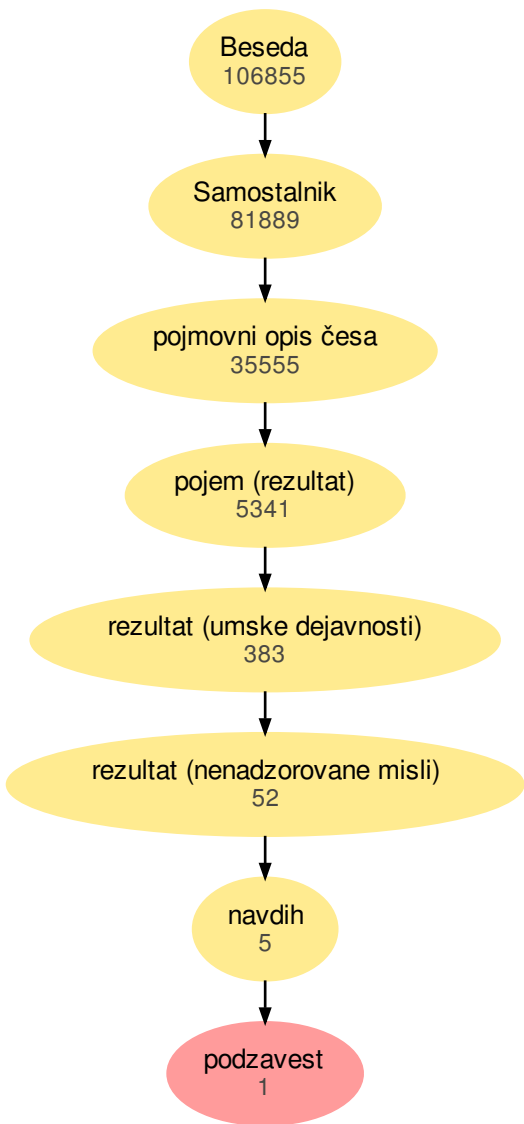 Beseda
106855
Samostalnik
81889
pojmovni opis česa
35555
pojem (rezultat)
5341
rezultat (umske dejavnosti)
383
rezultat (nenadzorovane misli)
52
navdih
5
podzavest
1